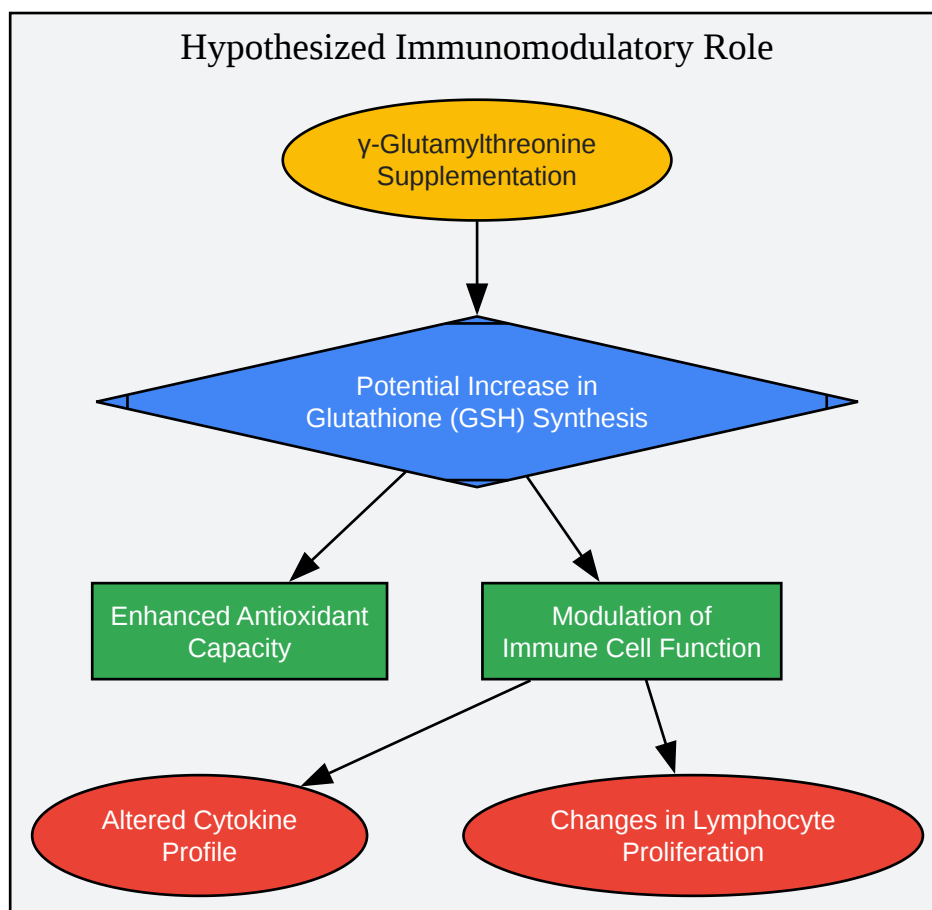 Hypothesized Immunomodulatory Role
γ-Glutamylthreonine
Supplementation
Potential Increase in
Glutathione (GSH) Synthesis
Enhanced Antioxidant
Capacity
Modulation of
Immune Cell Function
Altered Cytokine
Profile
Changes in Lymphocyte
Proliferation